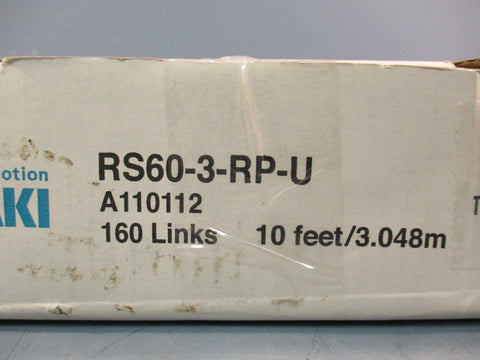 otion
AKI
RS60-3-RP-U
A110112
160 Links 10 feet/3.048m
T